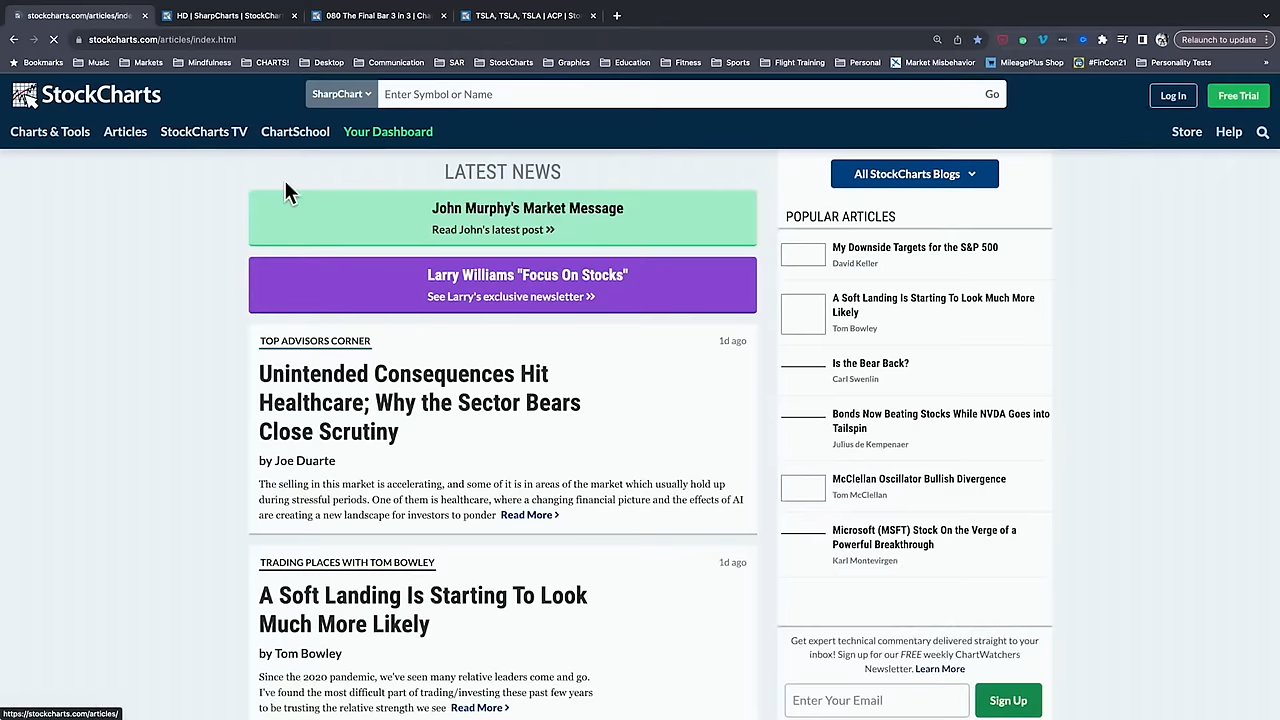 stockcharts.com/articles/inde
HD | SharpCharts | StockChar
080 The Final Bar 3 in 3 | Cha
TSLA, TSLA, TSLA | ACP | Sto
stockcharts.com/articles/index.html
Relaunch to update
Bookmarks
Music
Markets
Mindfulness
CHARTS!
Desktop
Communication
SAR
StockCharts
Graphics
Education
Fitness
Sports
Flight Training
Personal
Market Misbehavior
MileagePlus Shop
#FinCon21
Personality Tests
»
StockCharts
SharpChart
Enter Symbol or Name
Go
Log In
Free Trial
Charts & Tools
Articles
StockCharts TV
ChartSchool
Your Dashboard
Store
Help
LATEST NEWS
John Murphy's Market Message
Read John's latest post »
Larry Williams "Focus On Stocks"
See Larry's exclusive newsletter »
TOP ADVISORS CORNER
1d ago
Unintended Consequences Hit
Healthcare; Why the Sector Bears
Close Scrutiny
by Joe Duarte
The selling in this market is accelerating, and some of it is in areas of the market which usually hold up
during stressful periods. One of them is healthcare, where a changing financial picture and the effects of AI
are creating a new landscape for investors to ponder Read More >
TRADING PLACES WITH TOM BOWLEY
1d ago
A Soft Landing Is Starting To Look
Much More Likely
by Tom Bowley
Since the 2020 pandemic, we've seen many relative leaders come and go.
I've found the most difficult part of trading/investing these past few years
to be trusting the relative strength we see Read More >
All StockCharts Blogs
POPULAR ARTICLES
My Downside Targets for the S&P 500
David Keller
A Soft Landing Is Starting To Look Much More
Likely
Tom Bowley
Is the Bear Back?
Carl Swenlin
Bonds Now Beating Stocks While NVDA Goes into
Tailspin
Julius de Kempenaer
McClellan Oscillator Bullish Divergence
Tom McClellan
Microsoft (MSFT) Stock On the Verge of a
Powerful Breakthrough
Karl Montevirgen
Get expert technical commentary delivered straight to your
inbox! Sign up for our FREE weekly ChartWatchers
Newsletter. Learn More
Enter Your Email
Sign Up
https://stockcharts.com/articles/